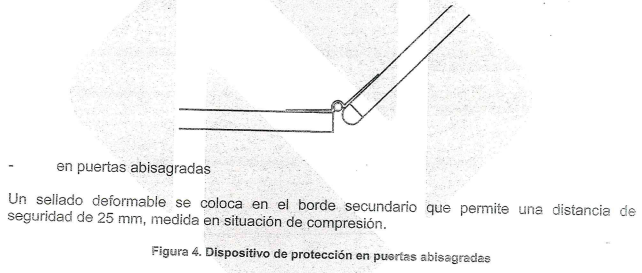 - en puertas abisagradas
Un sellado deformable se coloca en el borde secundario que permite una distancia de
seguridad de 25 mm, medida en situación de compresión.
Figura 4. Dispositivo de protección en puertas abisagradas